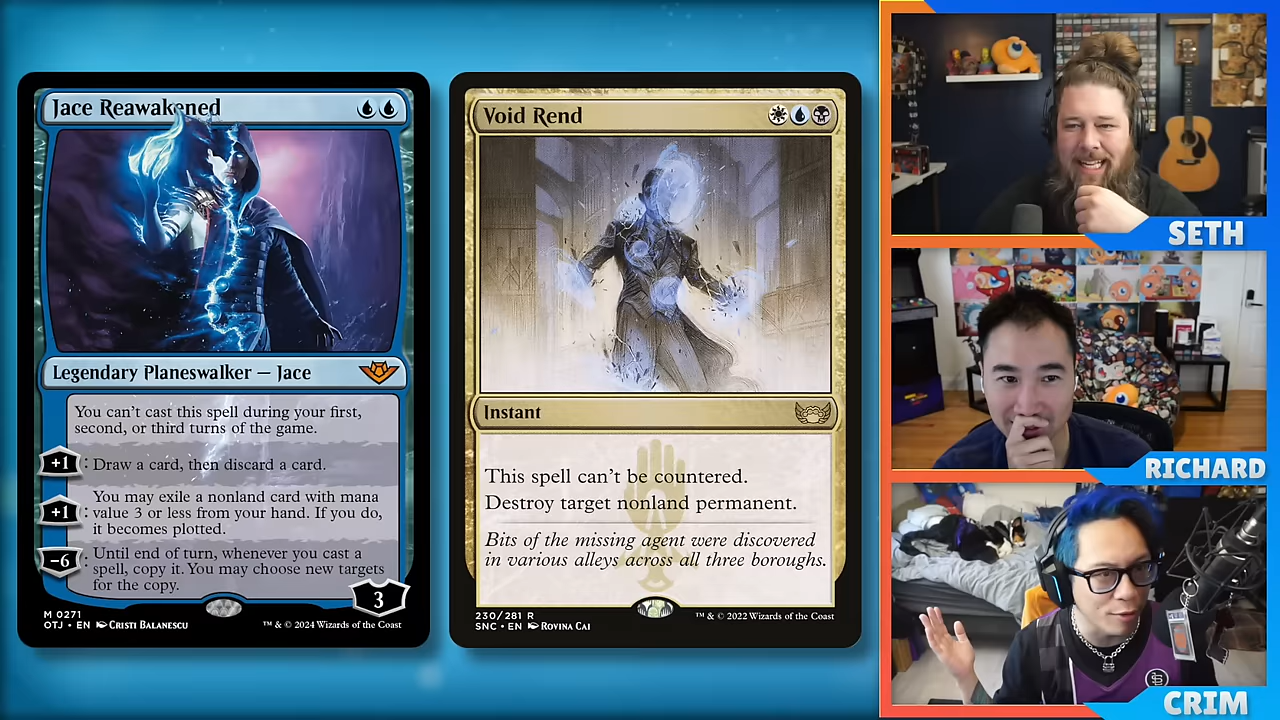 Jace Reawakened
Legendary Planeswalker — Jace
You can't cast this spell during your first,
second, or third turns of the game.
+1 : Draw a card, then discard a card.
+1 : You may exile a nonland card with mana
value 3 or less from your hand. If you do,
it becomes plotted.
−6 : Until end of turn, whenever you cast a
spell, copy it. You may choose new targets
for the copy.
3
M 0271
OTJ • EN Cristi Balanescu
™ & © 2024 Wizards of the Coast
Void Rend
Instant
This spell can't be countered.
Destroy target nonland permanent.
Bits of the missing agent were discovered
in various alleys across all three boroughs.
230/281 R
SNC • EN Rovina Cai
™ & © 2022 Wizards of the Coast
SETH
RICHARD
CRIM